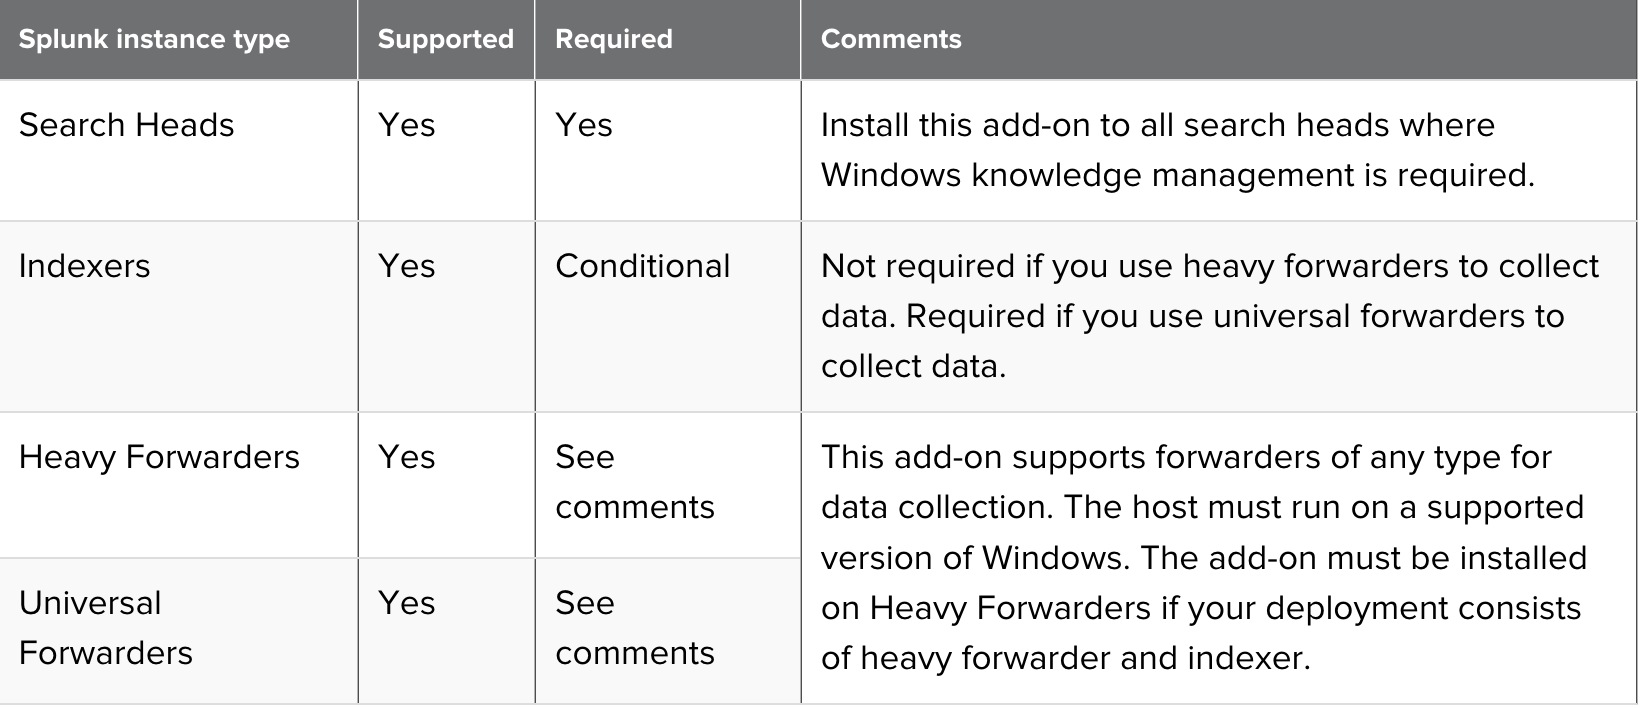 Splunk instance type Supported Required Comments
Search Heads Yes Yes Install this add-on to all search heads where
Windows knowledge management is required.
Indexers Yes Conditional Not required if you use heavy forwarders to collect
data. Required if you use universal forwarders to
collect data.
Heavy Forwarders Yes See This add-on supports forwarders of any type for
comments data collection. The host must run on a supported
version of Windows. The add-on must be installed
Universal Yes See on Heavy Forwarders if your deployment consists
Forwarders comments of heavy forwarder and indexer.